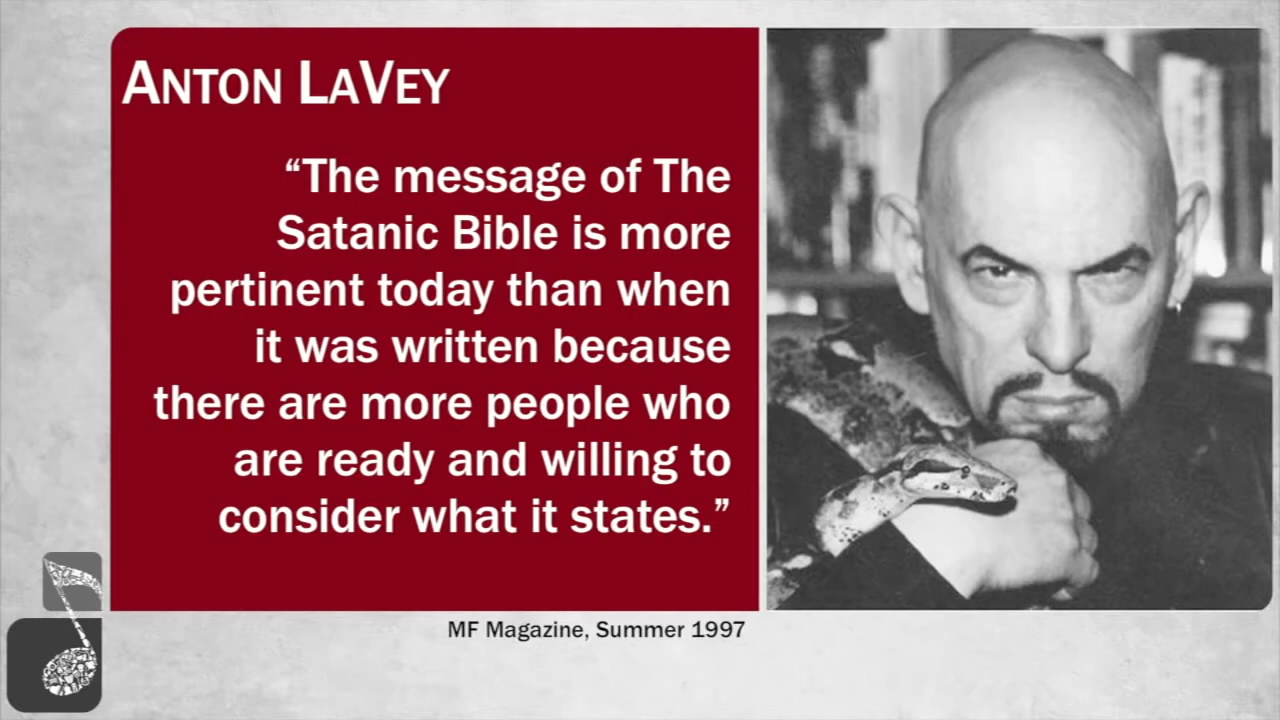 ANTON LAVEY
“The message of The
Satanic Bible is more
pertinent today than when
it was written because
there are more people who
are ready and willing to
consider what it states.”
MF Magazine, Summer 1997